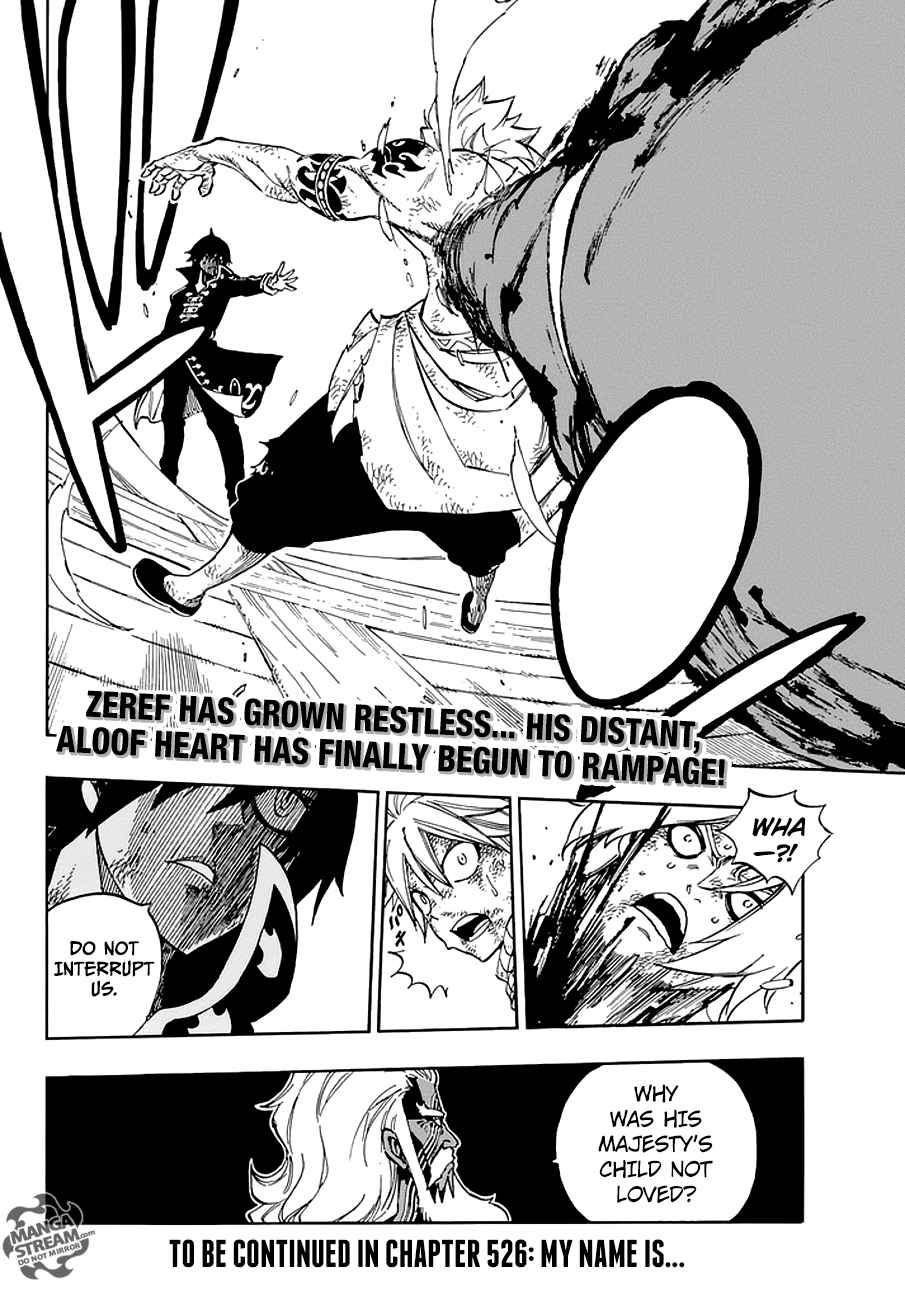 ZEREF HAS GROWN RESTLESS... HIS DISTANT,
ALOOF HEART HAS FINALLY BEGUN TO RAMPAGE!
WHA
—?!
DO NOT
INTERRUPT
US.
WHY
WAS HIS
MAJESTY'S
CHILD NOT
LOVED?
MANGA
STREAM.COM
DO NOT MIRROR
TO BE CONTINUED IN CHAPTER 526: MY NAME IS...